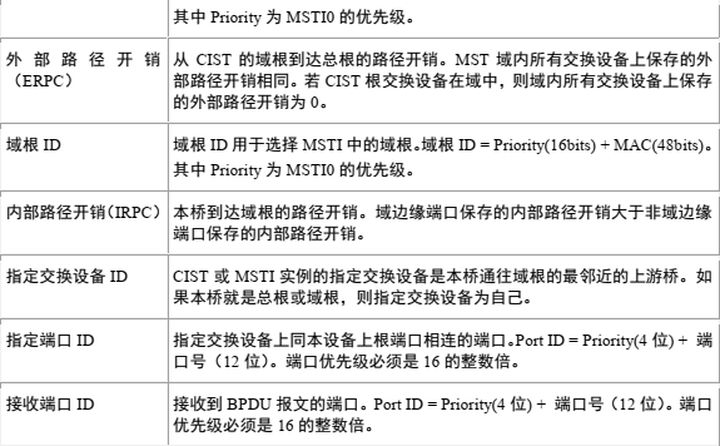 其中 Priority 为 MSTI0 的优先级。
外部路径开销
（ERPC）
从 CIST 的域根到达总根的路径开销。MST 域内所有交换设备上保存的外
部路径开销相同。若 CIST 根交换设备在域中，则域内所有交换设备上保存
的外部路径开销为 0。
域根 ID
域根 ID 用于选择 MSTI 中的域根。域根 ID = Priority(16bits) + MAC(48bits)。
其中 Priority 为 MSTI0 的优先级。
内部路径开销（IRPC）
本桥到达域根的路径开销。域边缘端口保存的内部路径开销大于非域边缘
端口保存的内部路径开销。
指定交换设备 ID
CIST 或 MSTI 实例的指定交换设备是本桥通往域根的最邻近的上游桥。如
果本桥就是总根或域根，则指定交换设备为自己。
指定端口 ID
指定交换设备上同本设备上根端口相连的端口。Port ID = Priority(4 位) + 端
口号（12 位）。端口优先级必须是 16 的整数倍。
接收端口 ID
接收到 BPDU 报文的端口。Port ID = Priority(4 位) + 端口号（12 位）。端口
优先级必须是 16 的整数倍。